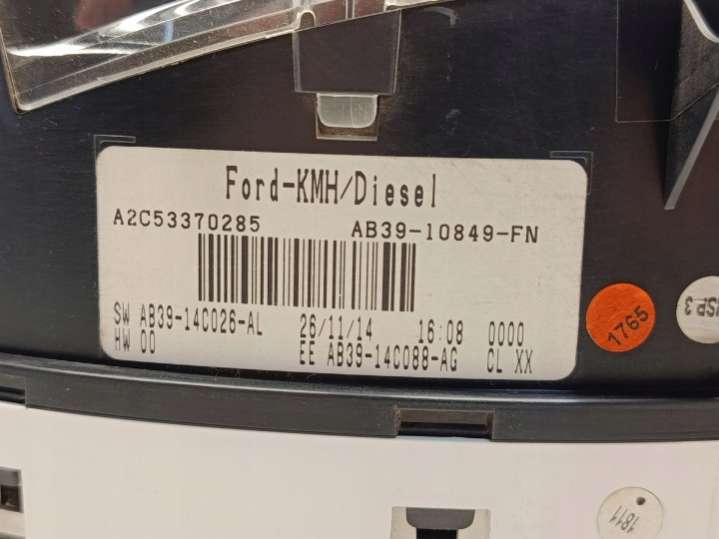 Ford-KMH/Diesel
A2C53370285 AB39-10849-FN
SW AB39-14C026-AL 26/11/14 16:08 0000
HW 00 EE AB39-14C088-AG CL XX
1765
1811